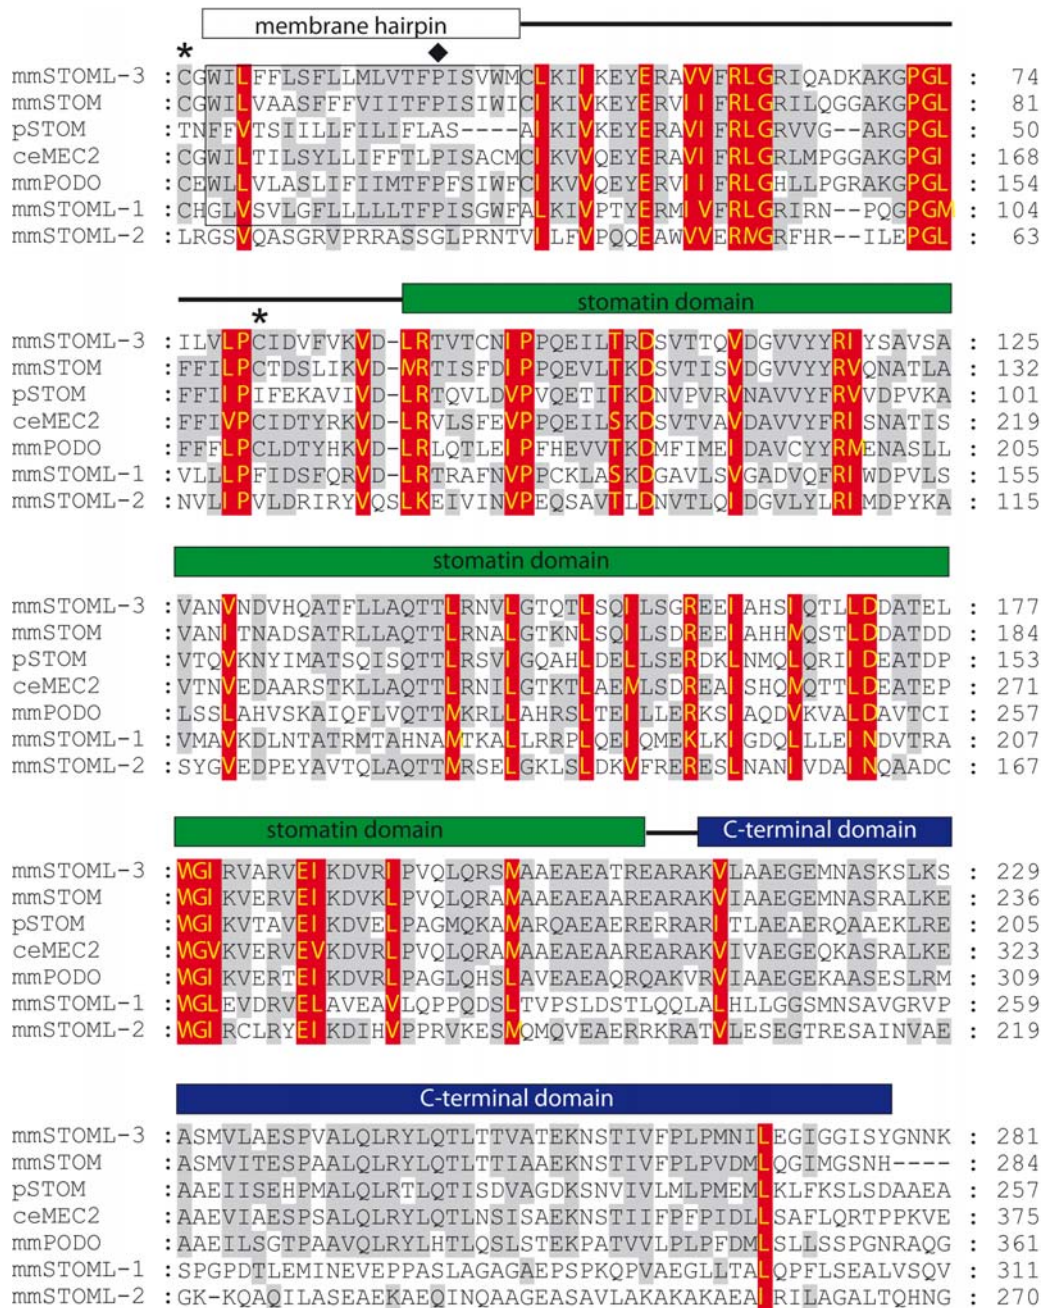 membrane hairpin
* ◆
mmSTOML-3 : CGWILFFLSFLLMLVTFPISVWMCLKIIKEYERAVVFRLGRIQADKAKGPGL : 74
mmSTOM : CGWILVAASFFFVIITFPISIWICIKIVKEYERVIIFRLGRILQGGAKGPGL : 81
pSTOM : TNFFVTSIILLFILIFLAS----AIKIVKEYERAVIFRLGRVVG--ARGPGL : 50
ceMEC2 : CGWILTILSYLLIFFTLPISACMCIKVVQEYERAVIFRLGRLMPGGAKGPGI : 168
mmPODO : CEWLLVLASLIFIIMTFPFSIWFCIKVVQEYERVIIFRLGHLLPGRAKGPGL : 154
mmSTOML-1 : CHGLVSVLGFLLLLLTFPISGWFALKIVPTYERMIVFRLGRIRN--PQGPGM : 104
mmSTOML-2 : LRGSVQASGRVPRRASSGLPRNTVILFVPQQEAWVVERMGRFHR--ILEPGL : 63
stomatin domain
*
mmSTOML-3 : ILVLPCIDVFVKVD-LRTVTCNIPPQEILTRDSVTTQVDGVVYYRIYSAVSA : 125
mmSTOM : FFILPCTDSLIKVD-MRTISFDIPPQEVLTKDSVTISVDGVVYYRVQNATLA : 132
pSTOM : FFIIPIFEKAVIVD-LRTQVLDVPVQETITKDNVPVRVNAVVYFRVVDPVKA : 101
ceMEC2 : FFIVPCIDTYRKVD-LRVLSFEVPPQEILSKDSVTVAVDAVVYFRISNATIS : 219
mmPODO : FFFLPCLDTYHKVD-LRLQTLEIPFHEVVTKDMFIMEIDAVCYYRMENASLL : 205
mmSTOML-1 : VLLLPFIDSFQRVD-LRTRAFNVPPCKLASKDGAVLSVGADVQFRIWDPVLS : 155
mmSTOML-2 : NVLIPVLDRIRYVQSLKEIVINVPEQSAVTLDNVTLQIDGVLYLRIMDPYKA : 115
stomatin domain
mmSTOML-3 : VANVNDVHQATFLLAQTTLRNVLGTQTLSQILSGREEIAHSIQTLLDDATEL : 177
mmSTOM : VANITNADSATRLLAQTTLRNALGTKNLSQILSDREEIAHHMQSTLDDATDD : 184
pSTOM : VTQVKNYIMATSQISQTTLRSVIGQAHLDELLSERDKLNMQLQRIIDEATDP : 153
ceMEC2 : VTNVEDAARSTKLLAQTTLRNILGTKTLAEMLSDREAISHQMQTTLDEATEP : 271
mmPODO : LSSLAHVSKAIQFLVQTTMKRLLAHRSLTEILLERKSIAQDVKVALDAVTCI : 257
mmSTOML-1 : VMAVKDLNTATRMTAHNAMTKALLRRPLQEIQMEKLKIGDQLLLEINDVTRA : 207
mmSTOML-2 : SYGVEDPEYAVTQLAQTTMRSELGKLSLDKVFRERESLNANIVDAINQAADC : 167
stomatin domain C-terminal domain
mmSTOML-3 : WGIRVARVEIKDVRIPVQLQRSMAAEAEATREARAKVLAAEGEMNASKSLKS : 229
mmSTOM : WGIKVERVEIKDVKLPVQLQRAMAAEAEAAREARAKVIAAEGEMNASRALKE : 236
pSTOM : WGIKVTAVEIKDVELPAGMQKAMARQAEAERERRARITLAEAERQAAEKLRE : 205
ceMEC2 : WGVKVERVEVKDVRLPVQLQRAMAAEAEAAREARAKVIVAEGEQKASRALKE : 323
mmPODO : WGIKVERTEIKDVRLPAGLQHSLAVEAEAQRQAKVRVIAAEGEKAASESLRM : 309
mmSTOML-1 : WGLEVDRVELAVEAVLQPPQDSLTVPSLDSTLQQLALHLLGGSMNSAVGRVP : 259
mmSTOML-2 : WGIRCLRYEIKDIHVPPRVKESMQMQVEAERRKRATVLESEGTRESAINVAE : 219
C-terminal domain
mmSTOML-3 : ASMVLAESPVALQLRYLQTLTTVATEKNSTIVFPLPMNILEGIGGISYGNNK : 281
mmSTOM : ASMVITESPAALQLRYLQTLTTIAAEKNSTIVFPLPVDMLQGIMGSNH---- : 284
pSTOM : AAEIISEHPMALQLRTLQTISDVAGDKSNVIVLMLPMEMLKLFKSLSDAAEA : 257
ceMEC2 : AAEVIAESPSALQLRYLQTLNSISAEKNSTIIFPFPIDLLSAFLQRTPPKVE : 375
mmPODO : AAEILSGTPAAVQLRYLHTLQSLSTEKPATVVLPLPFDMLSLLSSPGNRAQG : 361
mmSTOML-1 : SPGPDTLEMINEVEPPASLAGAGAEPSPKQPVAEGLLTALQPFLSEALVSQV : 311
mmSTOML-2 : GK-KQAQILASEAEKAEQINQAAGEASAVLAKAKAKAEAIRILAGALTQHNG : 270